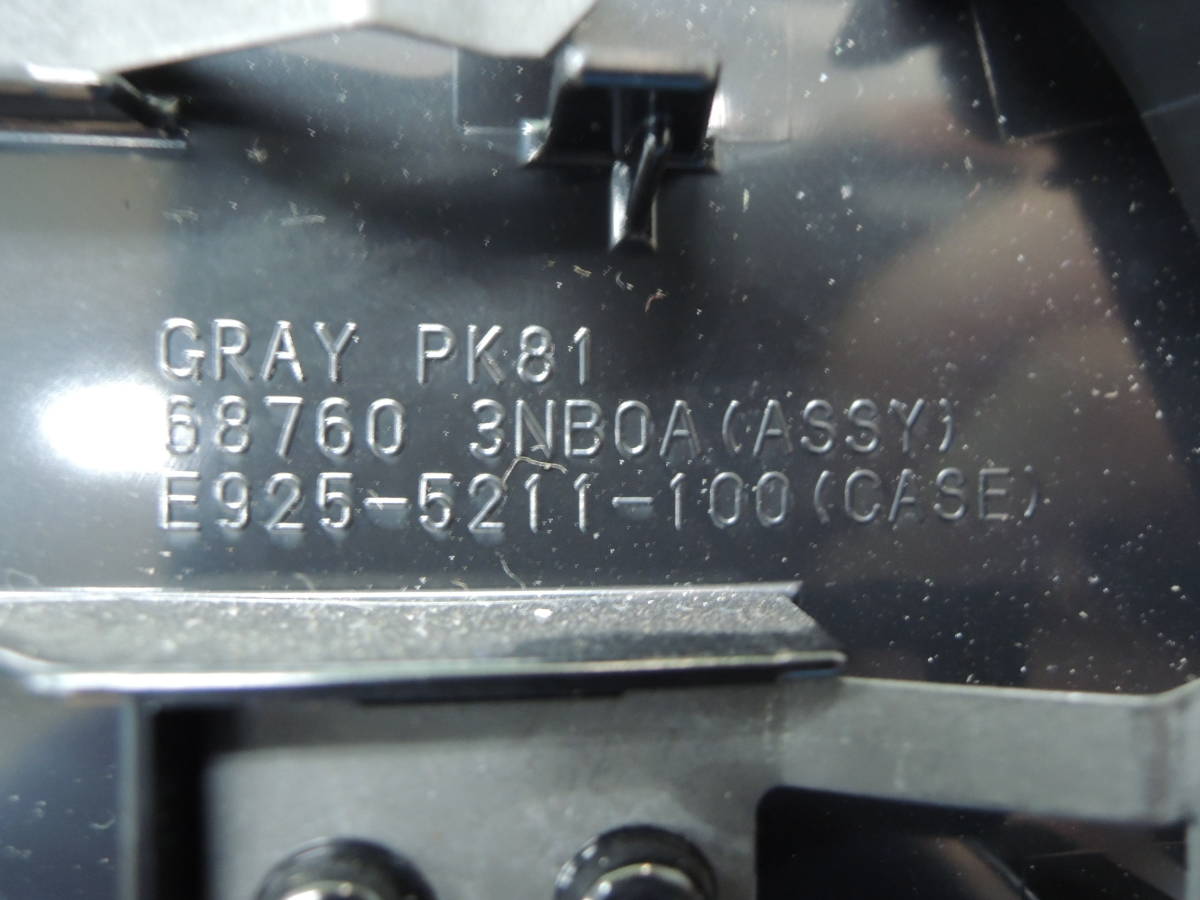 GRAY PK81
68760 3NB0A(ASSY)
E925-5211-100(CASE)